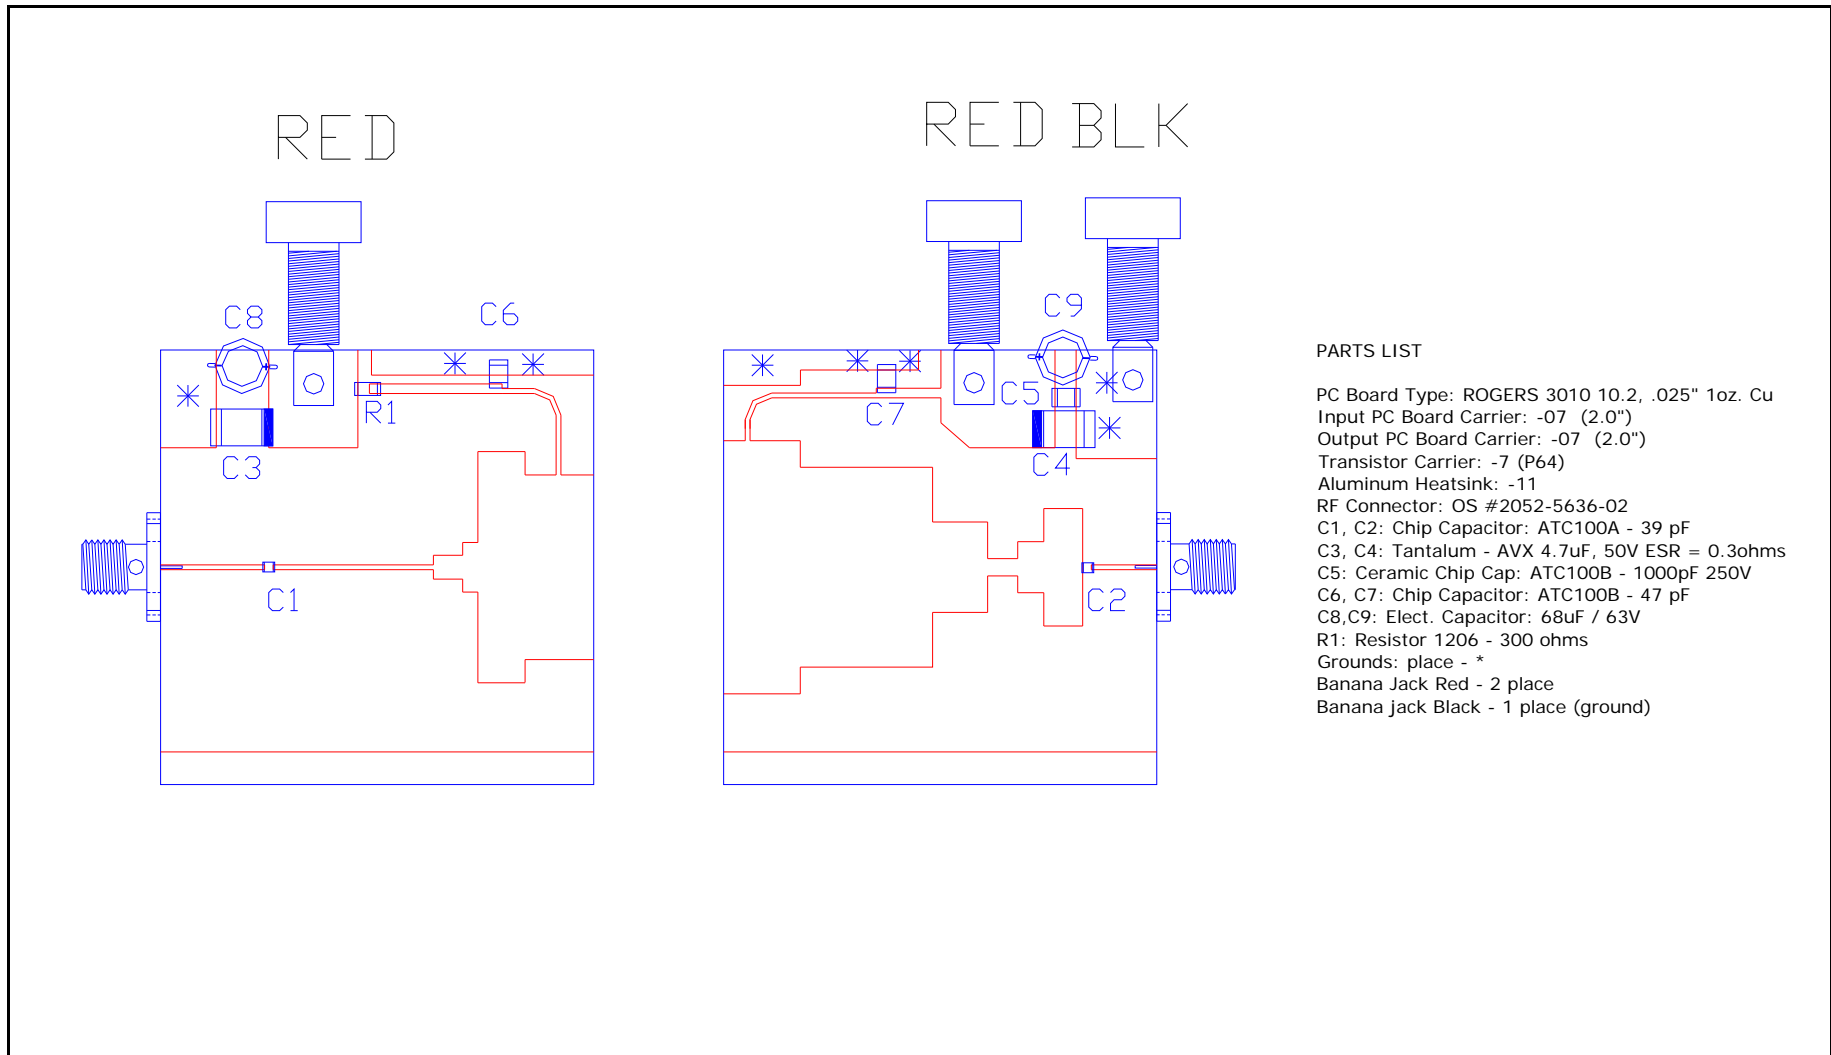 RED
RED BLK
C8
C6
C9
R1
C3
C1
C5
C7
C4
C2
PARTS LIST
PC Board Type: ROGERS 3010 10.2, .025" 1oz. Cu
Input PC Board Carrier: -07 (2.0")
Output PC Board Carrier: -07 (2.0")
Transistor Carrier: -7 (P64)
Aluminum Heatsink: -11
RF Connector: OS #2052-5636-02
C1, C2: Chip Capacitor: ATC100A - 39 pF
C3, C4: Tantalum - AVX 4.7uF, 50V ESR = 0.3ohms
C5: Ceramic Chip Cap: ATC100B - 1000pF 250V
C6, C7: Chip Capacitor: ATC100B - 47 pF
C8,C9: Elect. Capacitor: 68uF / 63V
R1: Resistor 1206 - 300 ohms
Grounds: place - *
Banana Jack Red - 2 place
Banana jack Black - 1 place (ground)